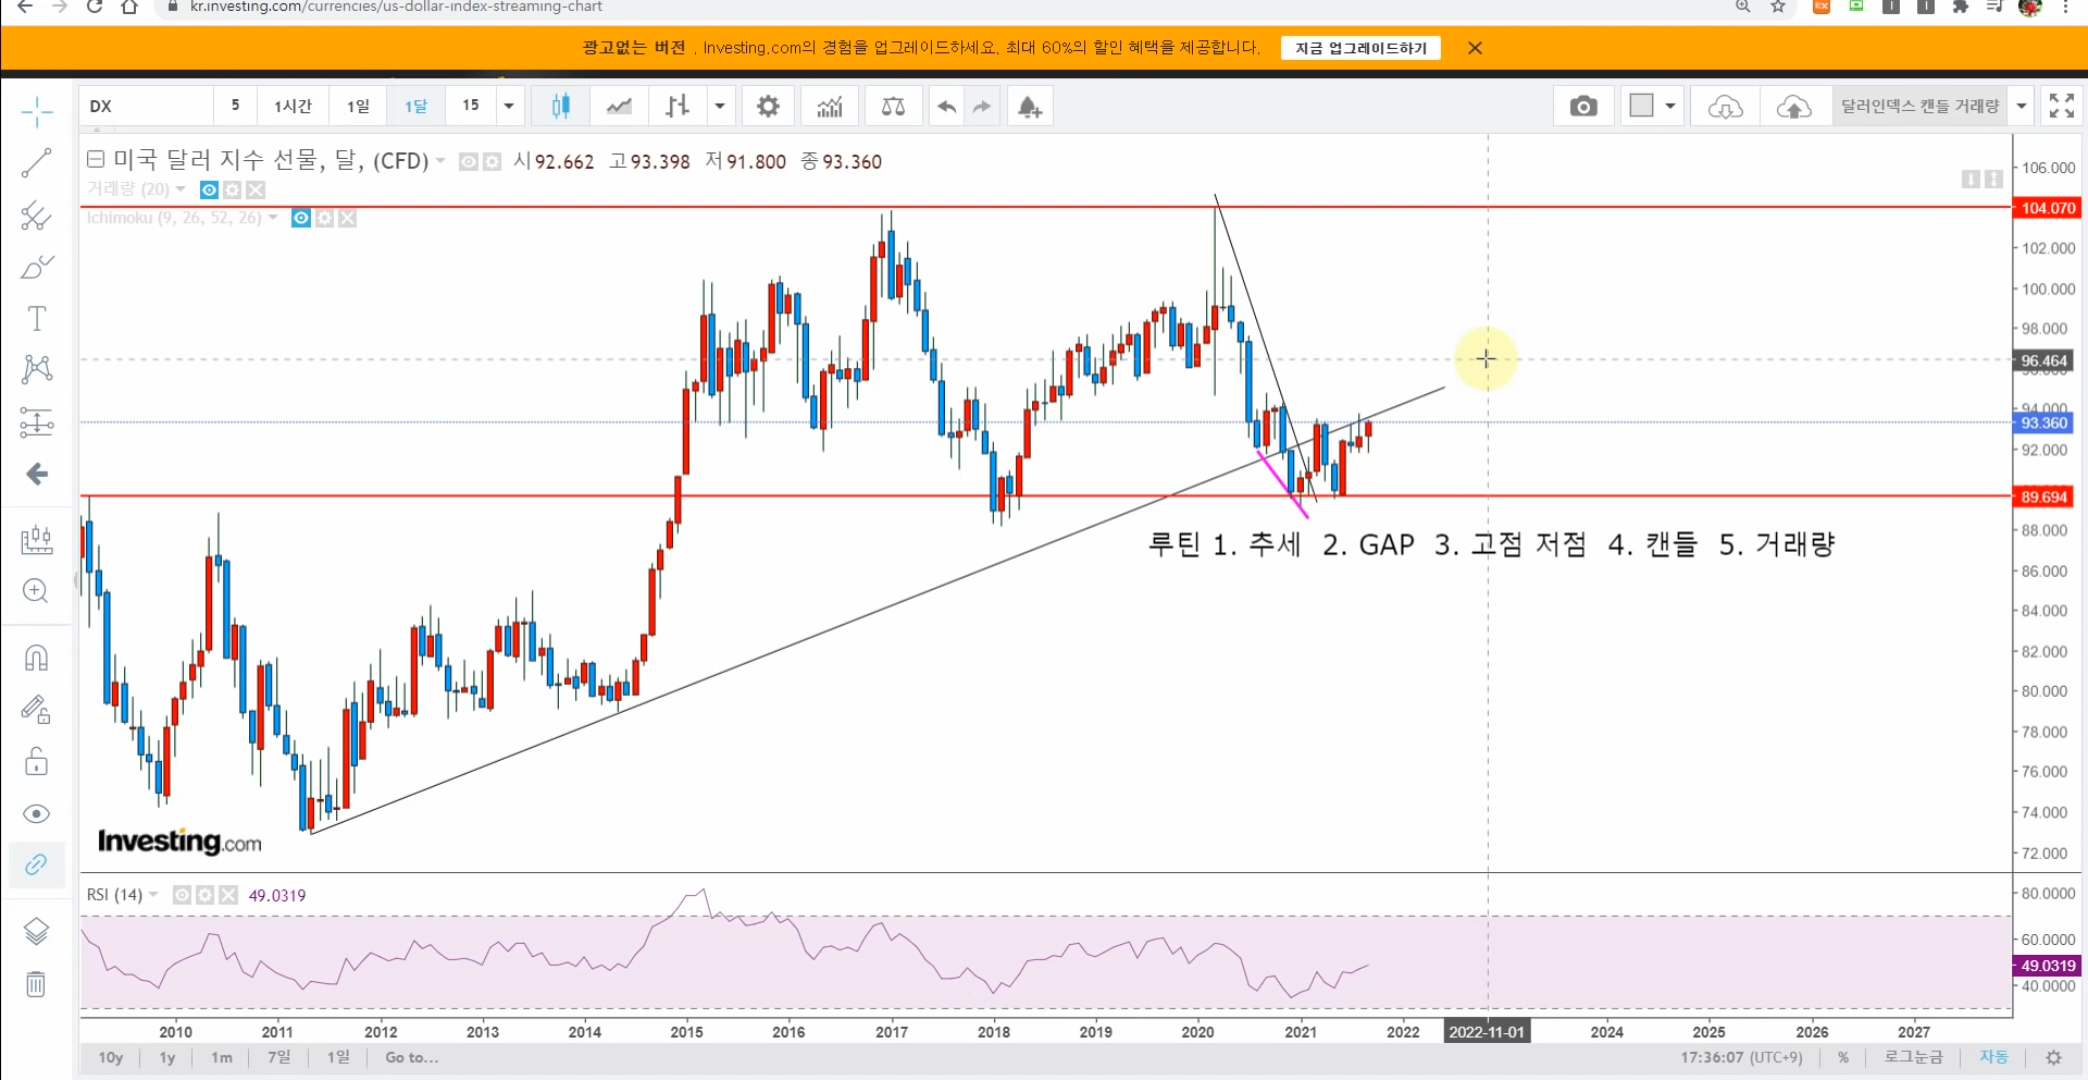 kr.investing.com/currencies/us-dollar-index-streaming-chart
광고없는 버전 . Investing.com의 경험을 업그레이드하세요. 최대 60%의 할인 혜택을 제공합니다. 지금 업그레이드하기
DX 5 1시간 1일 1달 15 달러인덱스 캔들 거래량
미국 달러 지수 선물, 달, (CFD) 시92.662 고93.398 저91.800 종93.360
거래량 (20)
Ichimoku (9, 26, 52, 26)
106.000
104.070
102.000
100.000
98.000
96.464
94.000
93.360
92.000
89.694
88.000
루틴 1. 추세 2. GAP 3. 고점 저점 4. 캔들 5. 거래량
86.000
84.000
82.000
80.000
78.000
76.000
74.000
Investing.com
72.000
RSI (14) 49.0319
80.0000
60.0000
49.0319
40.0000
2010 2011 2012 2013 2014 2015 2016 2017 2018 2019 2020 2021 2022 2022-11-01 2024 2025 2026 2027
10y 1y 1m 7일 1일 Go to... 17:36:07 (UTC+9) % 로그눈금 자동